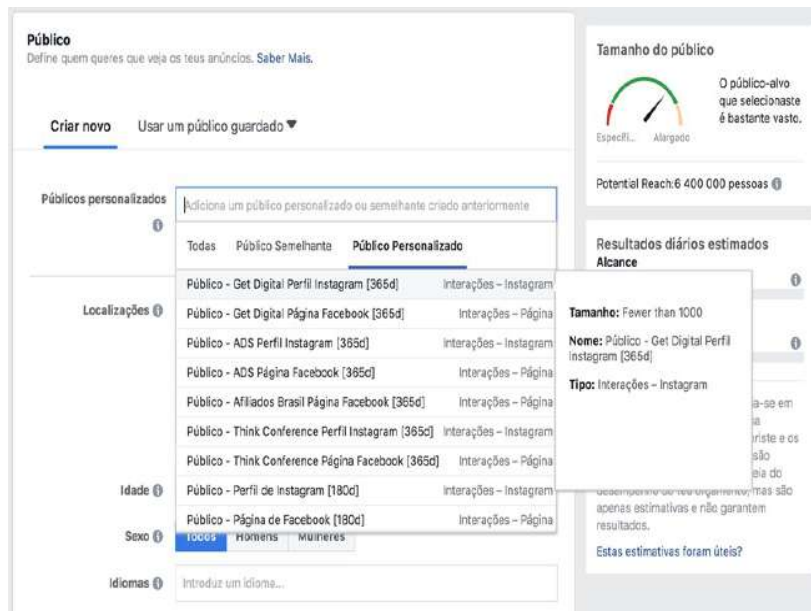 Público
Define quem queres que veja os teus anúncios. Saber Mais.
Criar novo
Usar um público guardado
Públicos personalizados
Adiciona um público personalizado ou semelhante criado anteriormente
Todas
Público Semelhante
Público Personalizado
Público - Get Digital Perfil Instagram [365d] Interações – Instagram
Público - Get Digital Página Facebook [365d] Interações – Página
Público - ADS Perfil Instagram [365d] Interações – Instagram
Público - ADS Página Facebook [365d] Interações – Página
Público - Afiliados Brasil Página Facebook [365d] Interações – Página
Público - Think Conference Perfil Instagram [365d] Interações – Instagram
Público - Think Conference Página Facebook [365d] Interações – Página
Público - Perfil de Instagram [180d] Interações – Instagram
Público - Página de Facebook [180d] Interações – Página
Localizações
Idade
Sexo
Todos Homens Mulheres
Idiomas
Introduz um idioma...
Tamanho: Fewer than 1000
Nome: Público - Get Digital Perfil
Instagram [365d]
Tipo: Interações – Instagram
Tamanho do público
Específi... Alargado
O público-alvo
que selecionaste
é bastante vasto.
Potential Reach:6 400 000 pessoas
Resultados diários estimados
Alcance
a-se em
riste e os
são
eia do
desempenho do teu orçamento, mas são
apenas estimativas e não garantem
resultados.
Estas estimativas foram úteis?